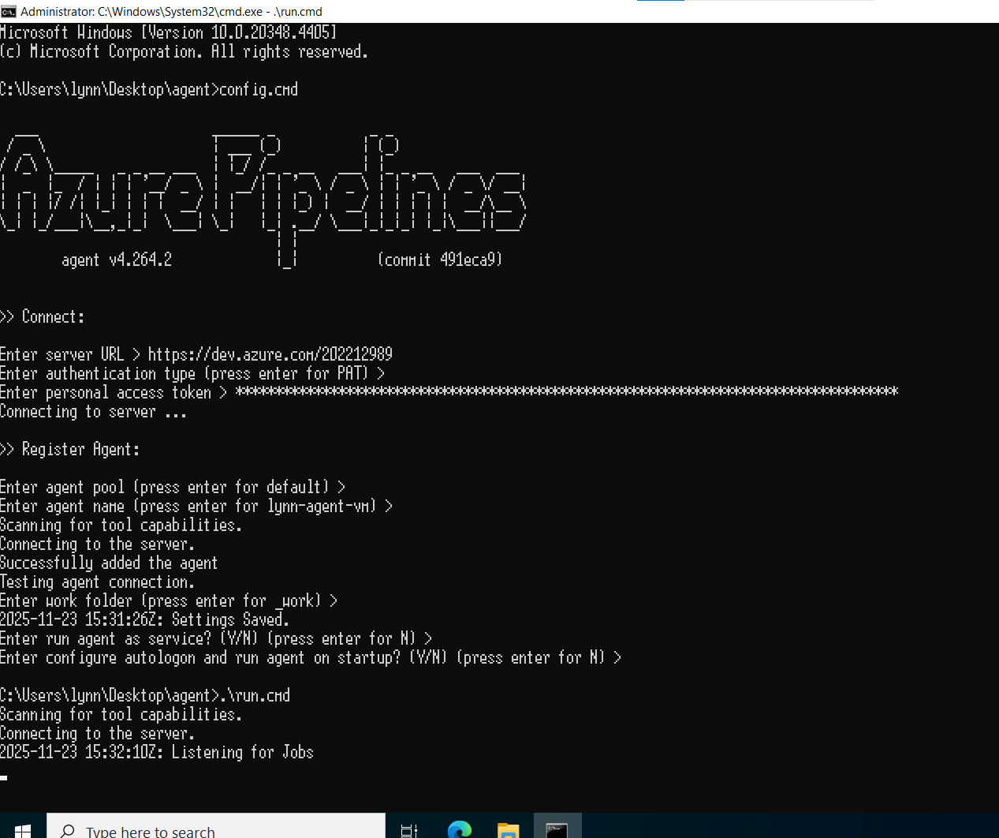 Administrator: C:\Windows\System32\cmd.exe - .\run.cmd
Microsoft Windows [Version 10.0.20348.4405]
(c) Microsoft Corporation. All rights reserved.
C:\Users\lynn\Desktop\agent>config.cmd
Azure Pipelines
agent v4.264.2 (commit 491eca9)
>> Connect:
Enter server URL > https://dev.azure.com/202212989
Enter authentication type (press enter for PAT) >
Enter personal access token > ************************************************************************************
Connecting to server ...
>> Register Agent:
Enter agent pool (press enter for default) >
Enter agent name (press enter for lynn-agent-vm) >
Scanning for tool capabilities.
Connecting to the server.
Successfully added the agent
Testing agent connection.
Enter work folder (press enter for _work) >
2025-11-23 15:31:26Z: Settings Saved.
Enter run agent as service? (Y/N) (press enter for N) >
Enter configure autologon and run agent on startup? (Y/N) (press enter for N) >
C:\Users\lynn\Desktop\agent>.\run.cmd
Scanning for tool capabilities.
Connecting to the server.
2025-11-23 15:32:10Z: Listening for Jobs
Type here to search